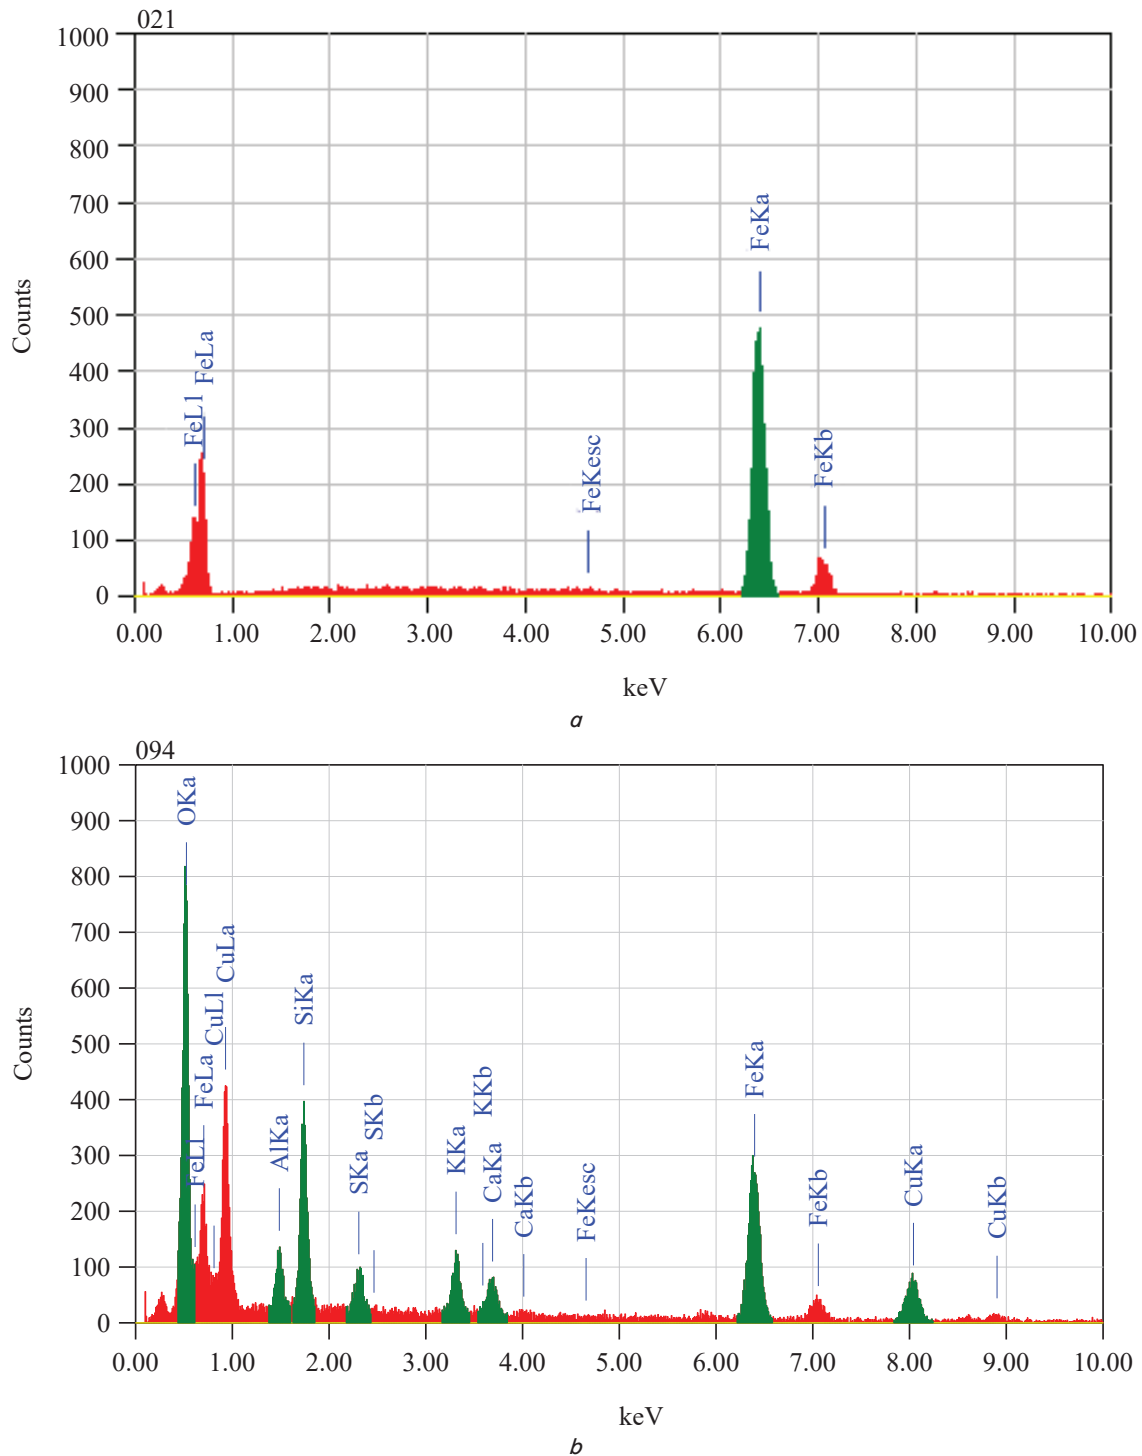 021
1000
900
800
700
600
500
400
300
200
100
0
Counts
FeLl
FeLa
FeKesc
FeKa
FeKb
0.00 1.00 2.00 3.00 4.00 5.00 6.00 7.00 8.00 9.00 10.00
keV
a
094
1000
900
800
700
600
500
400
300
200
100
0
Counts
OKa
FeLl
FeLa
CuLl
CuLa
AlKa
SiKa
SKa
SKb
KKa
KKb
CaKa
CaKb
FeKesc
FeKa
FeKb
CuKa
CuKb
0.00 1.00 2.00 3.00 4.00 5.00 6.00 7.00 8.00 9.00 10.00
keV
b